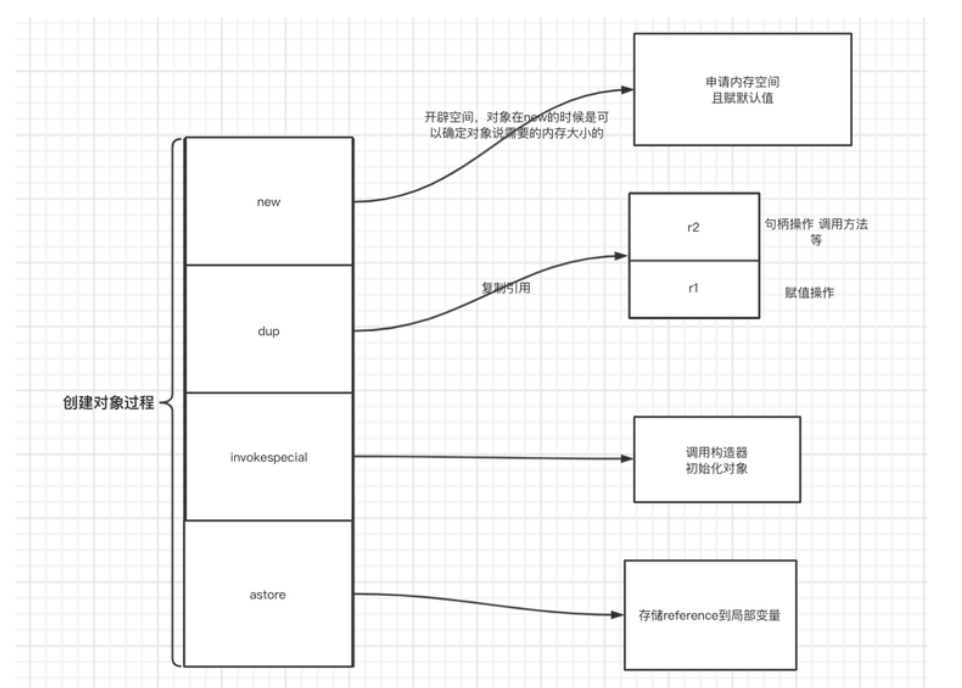 申请内存空间
且赋默认值
开辟空间，对象在new的时候是可
以确定对象说需要的内存大小的
new
r2
句柄操作 调用方法
等
复制引用
r1
赋值操作
dup
创建对象过程
invokespecial
调用构造器
初始化对象
astore
存储reference到局部变量